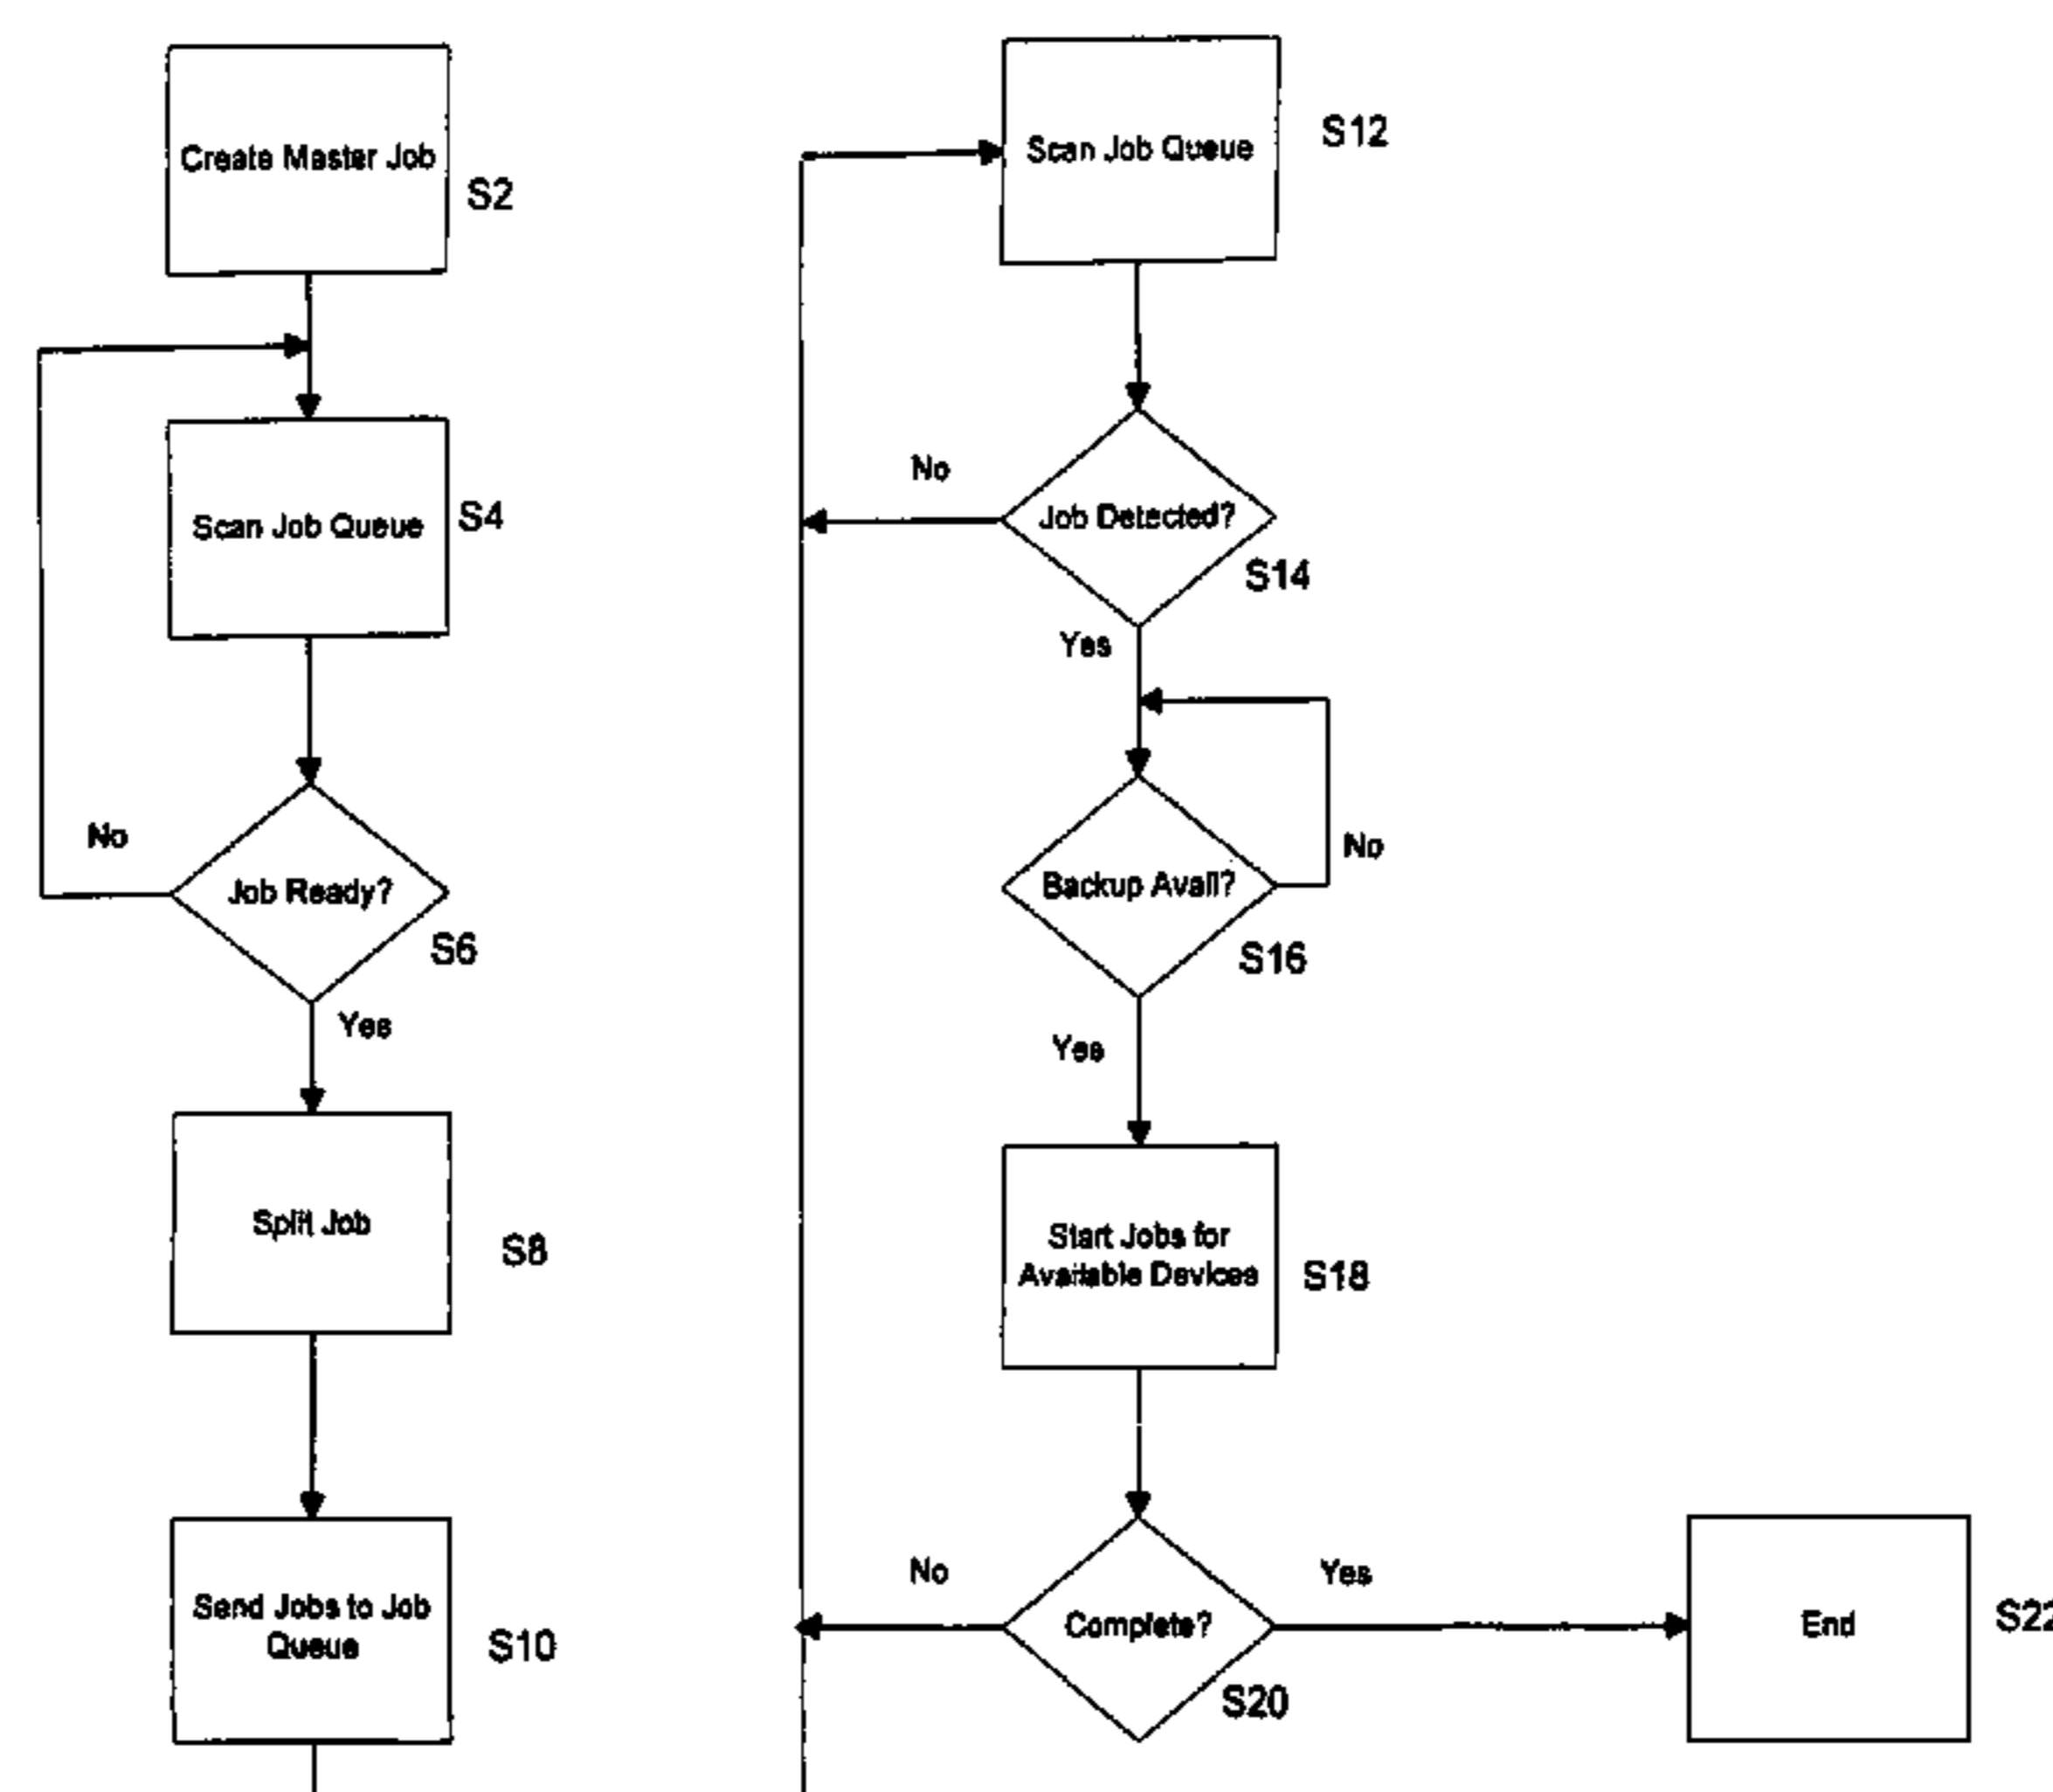 Create Master Job
S2
Scan Job Queue
S4
No
Job Ready?
S6
Yes
Split Job
S8
Send Jobs to Job
Queue
S10
Scan Job Queue
S12
No
Job Detected?
S14
Yes
Backup Avail?
No
S16
Yes
Start Jobs for
Available Devices
S18
No
Complete?
Yes
S20
End
S22